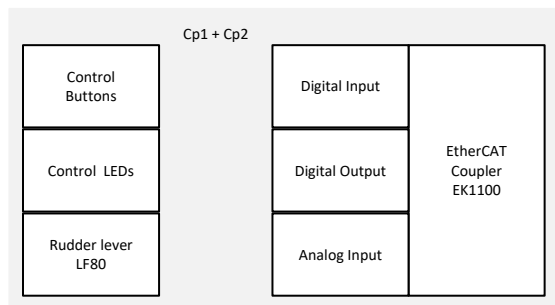 Cp1 + Cp2
Control
Buttons
Control LEDs
Rudder lever
LF80
Digital Input
Digital Output
Analog Input
EtherCAT
Coupler
EK1100